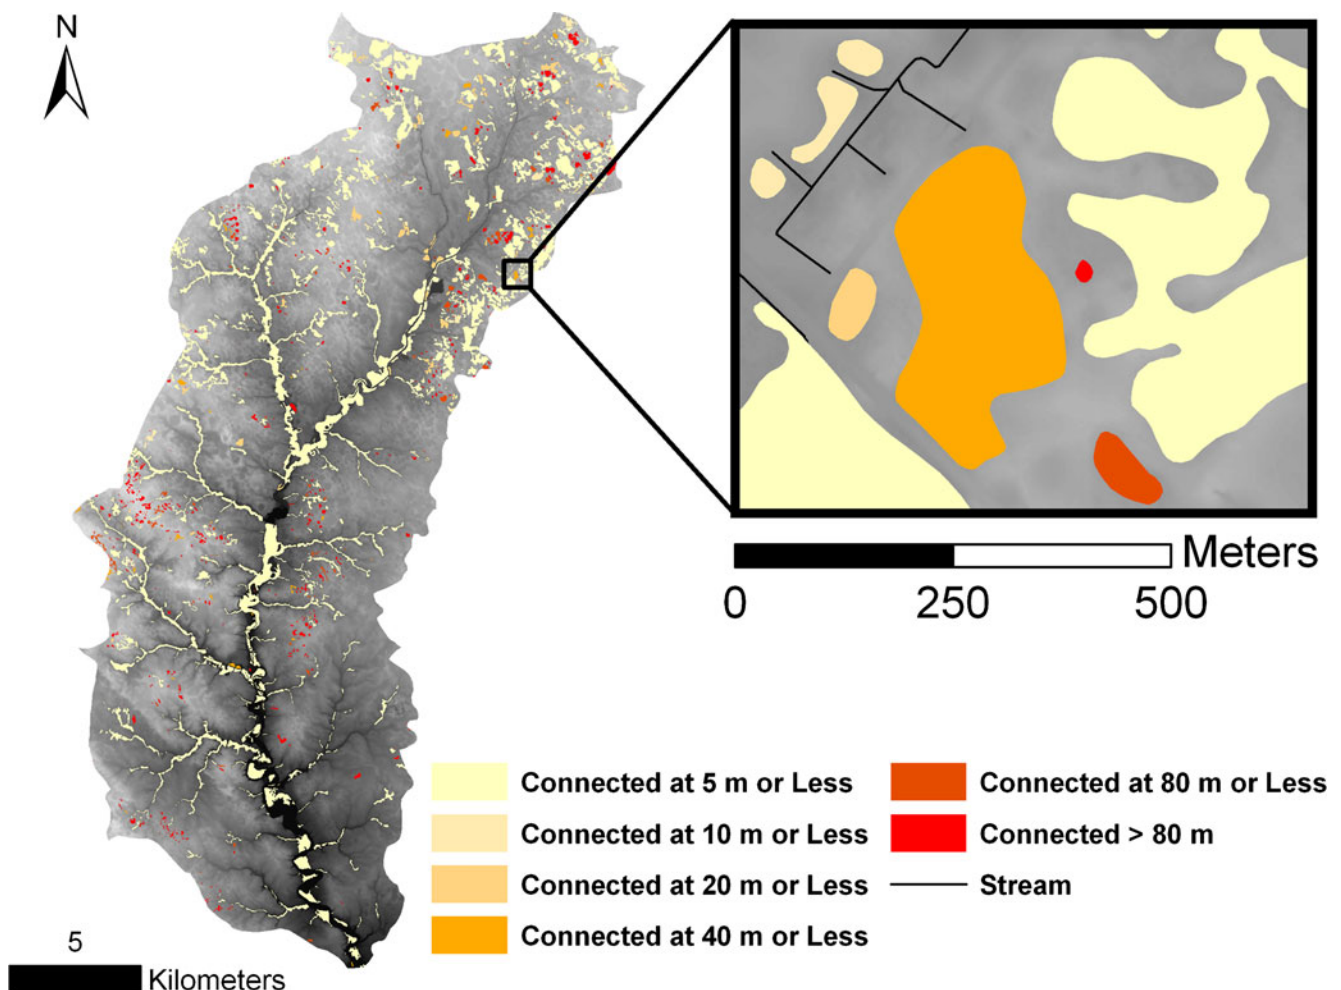 N
Meters
0 250 500
Connected at 5 m or Less
Connected at 10 m or Less
Connected at 20 m or Less
Connected at 40 m or Less
Connected at 80 m or Less
Connected > 80 m
Stream
5
Kilometers